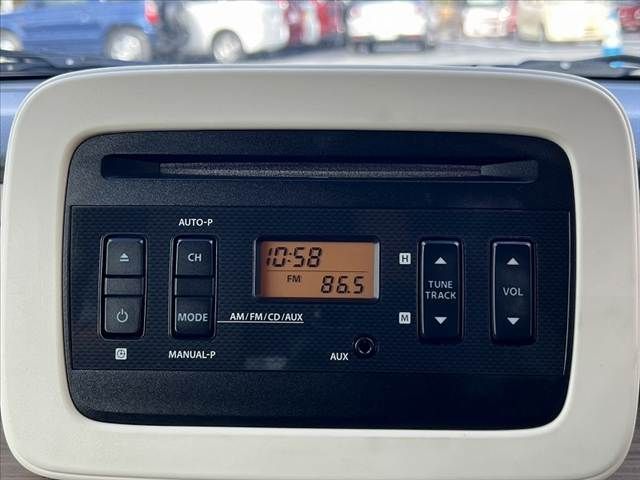 AUTO-P
CH
10:58
H
TUNE
TRACK
VOL
FM
86.5
MODE
AM/FM/CD/AUX
M
MANUAL-P
AUX